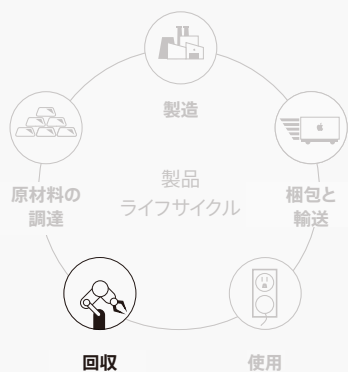 製造
原材料の
調達
製品
ライフサイクル
梱包と
輸送
回収
使用